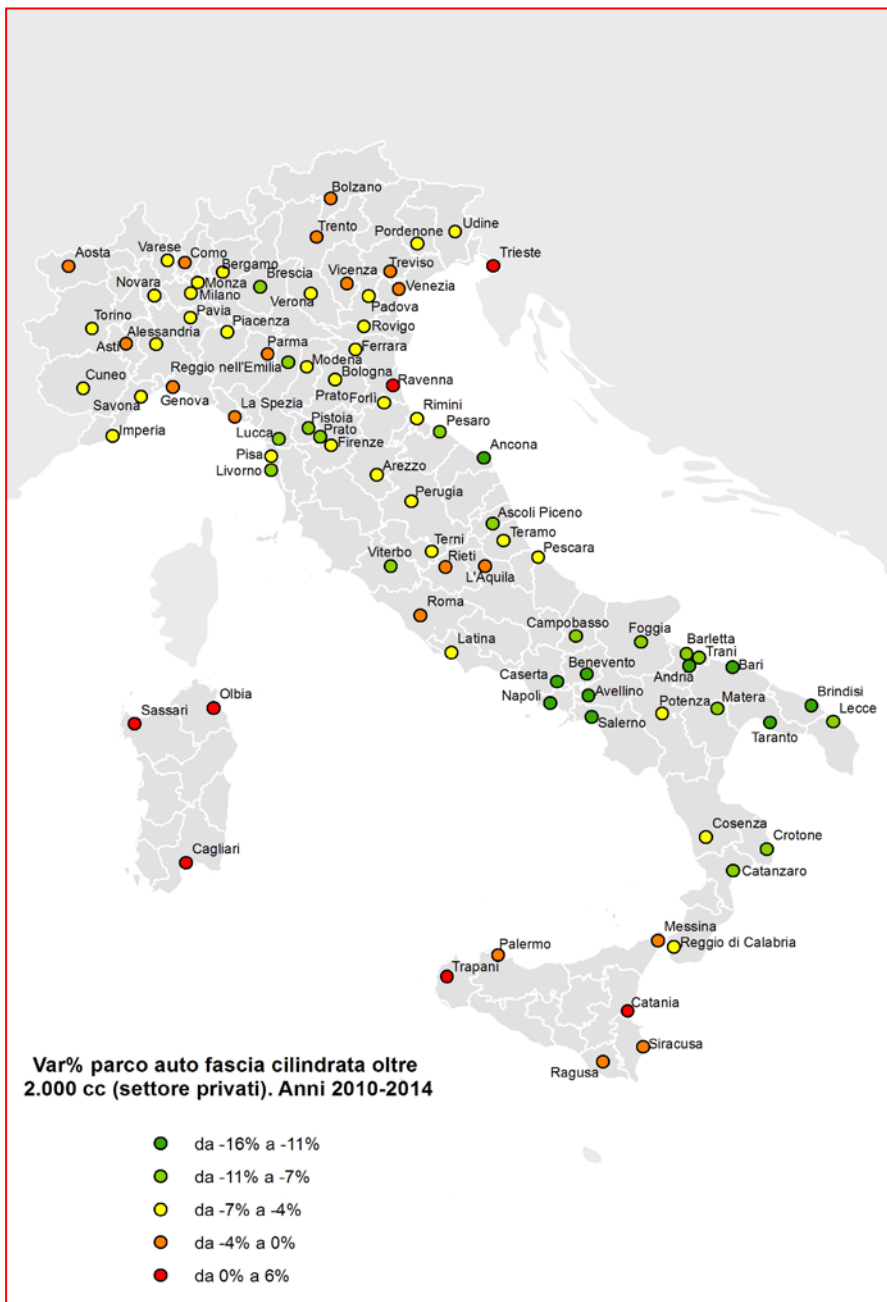 Bolzano
Trento
Udine
Pordenone
Trieste
Aosta
Varese
Como
Bergamo
Brescia
Vicenza
Treviso
Venezia
Novara
Monza
Milano
Verona
Padova
Torino
Pavia
Piacenza
Rovigo
Alessandria
Asti
Parma
Ferrara
Reggio nell'Emilia
Modena
Bologna
Ravenna
Cuneo
Savona
Genova
La Spezia
Prato
Forlì
Rimini
Imperia
Pistoia
Pesaro
Lucca
Prato
Firenze
Ancona
Pisa
Livorno
Arezzo
Perugia
Ascoli Piceno
Teramo
Terni
Pescara
Viterbo
Rieti
L'Aquila
Roma
Latina
Campobasso
Foggia
Barletta
Trani
Andria
Bari
Benevento
Caserta
Napoli
Avellino
Salerno
Potenza
Matera
Brindisi
Lecce
Taranto
Olbia
Sassari
Cagliari
Cosenza
Crotone
Catanzaro
Messina
Reggio di Calabria
Palermo
Trapani
Catania
Siracusa
Ragusa
Var% parco auto fascia cilindrata oltre
2.000 cc (settore privati). Anni 2010-2014
da -16% a -11%
da -11% a -7%
da -7% a -4%
da -4% a 0%
da 0% a 6%